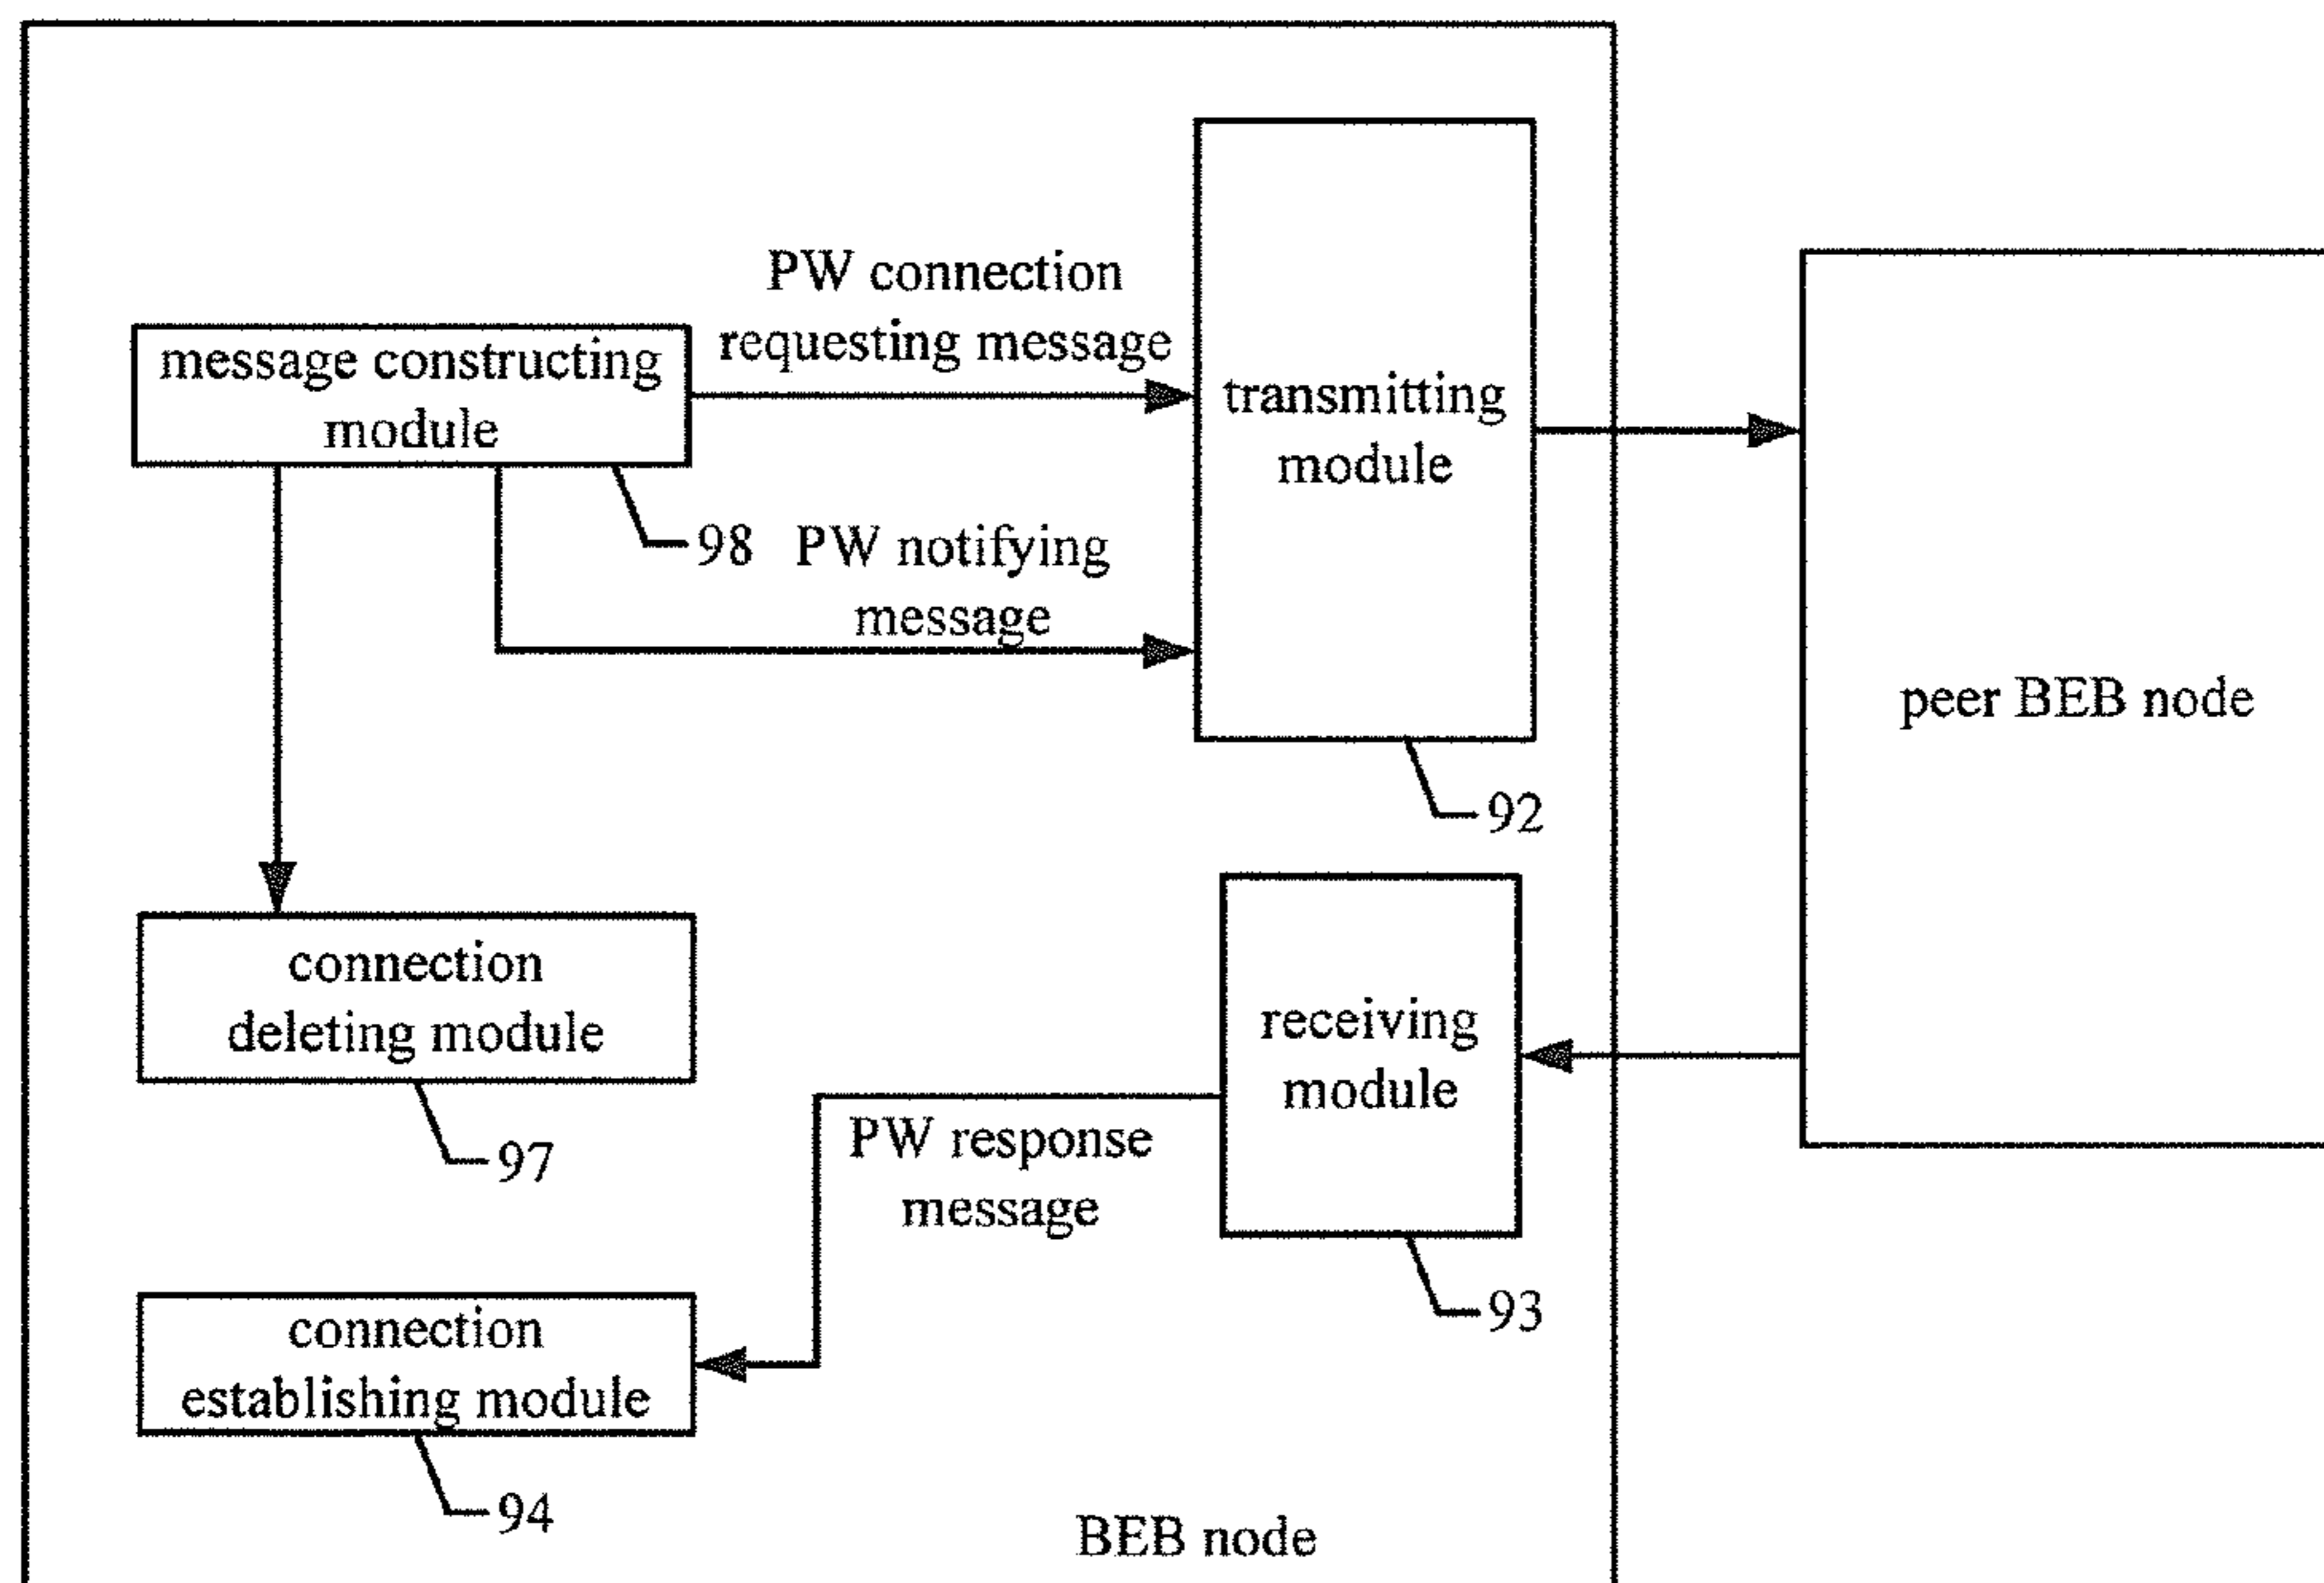 PW connection
requesting message
message constructing
module
transmitting
module
98
PW notifying
message
peer BEB node
92
connection
deleting module
receiving
module
97
PW response
message
93
connection
establishing module
94
BEB node